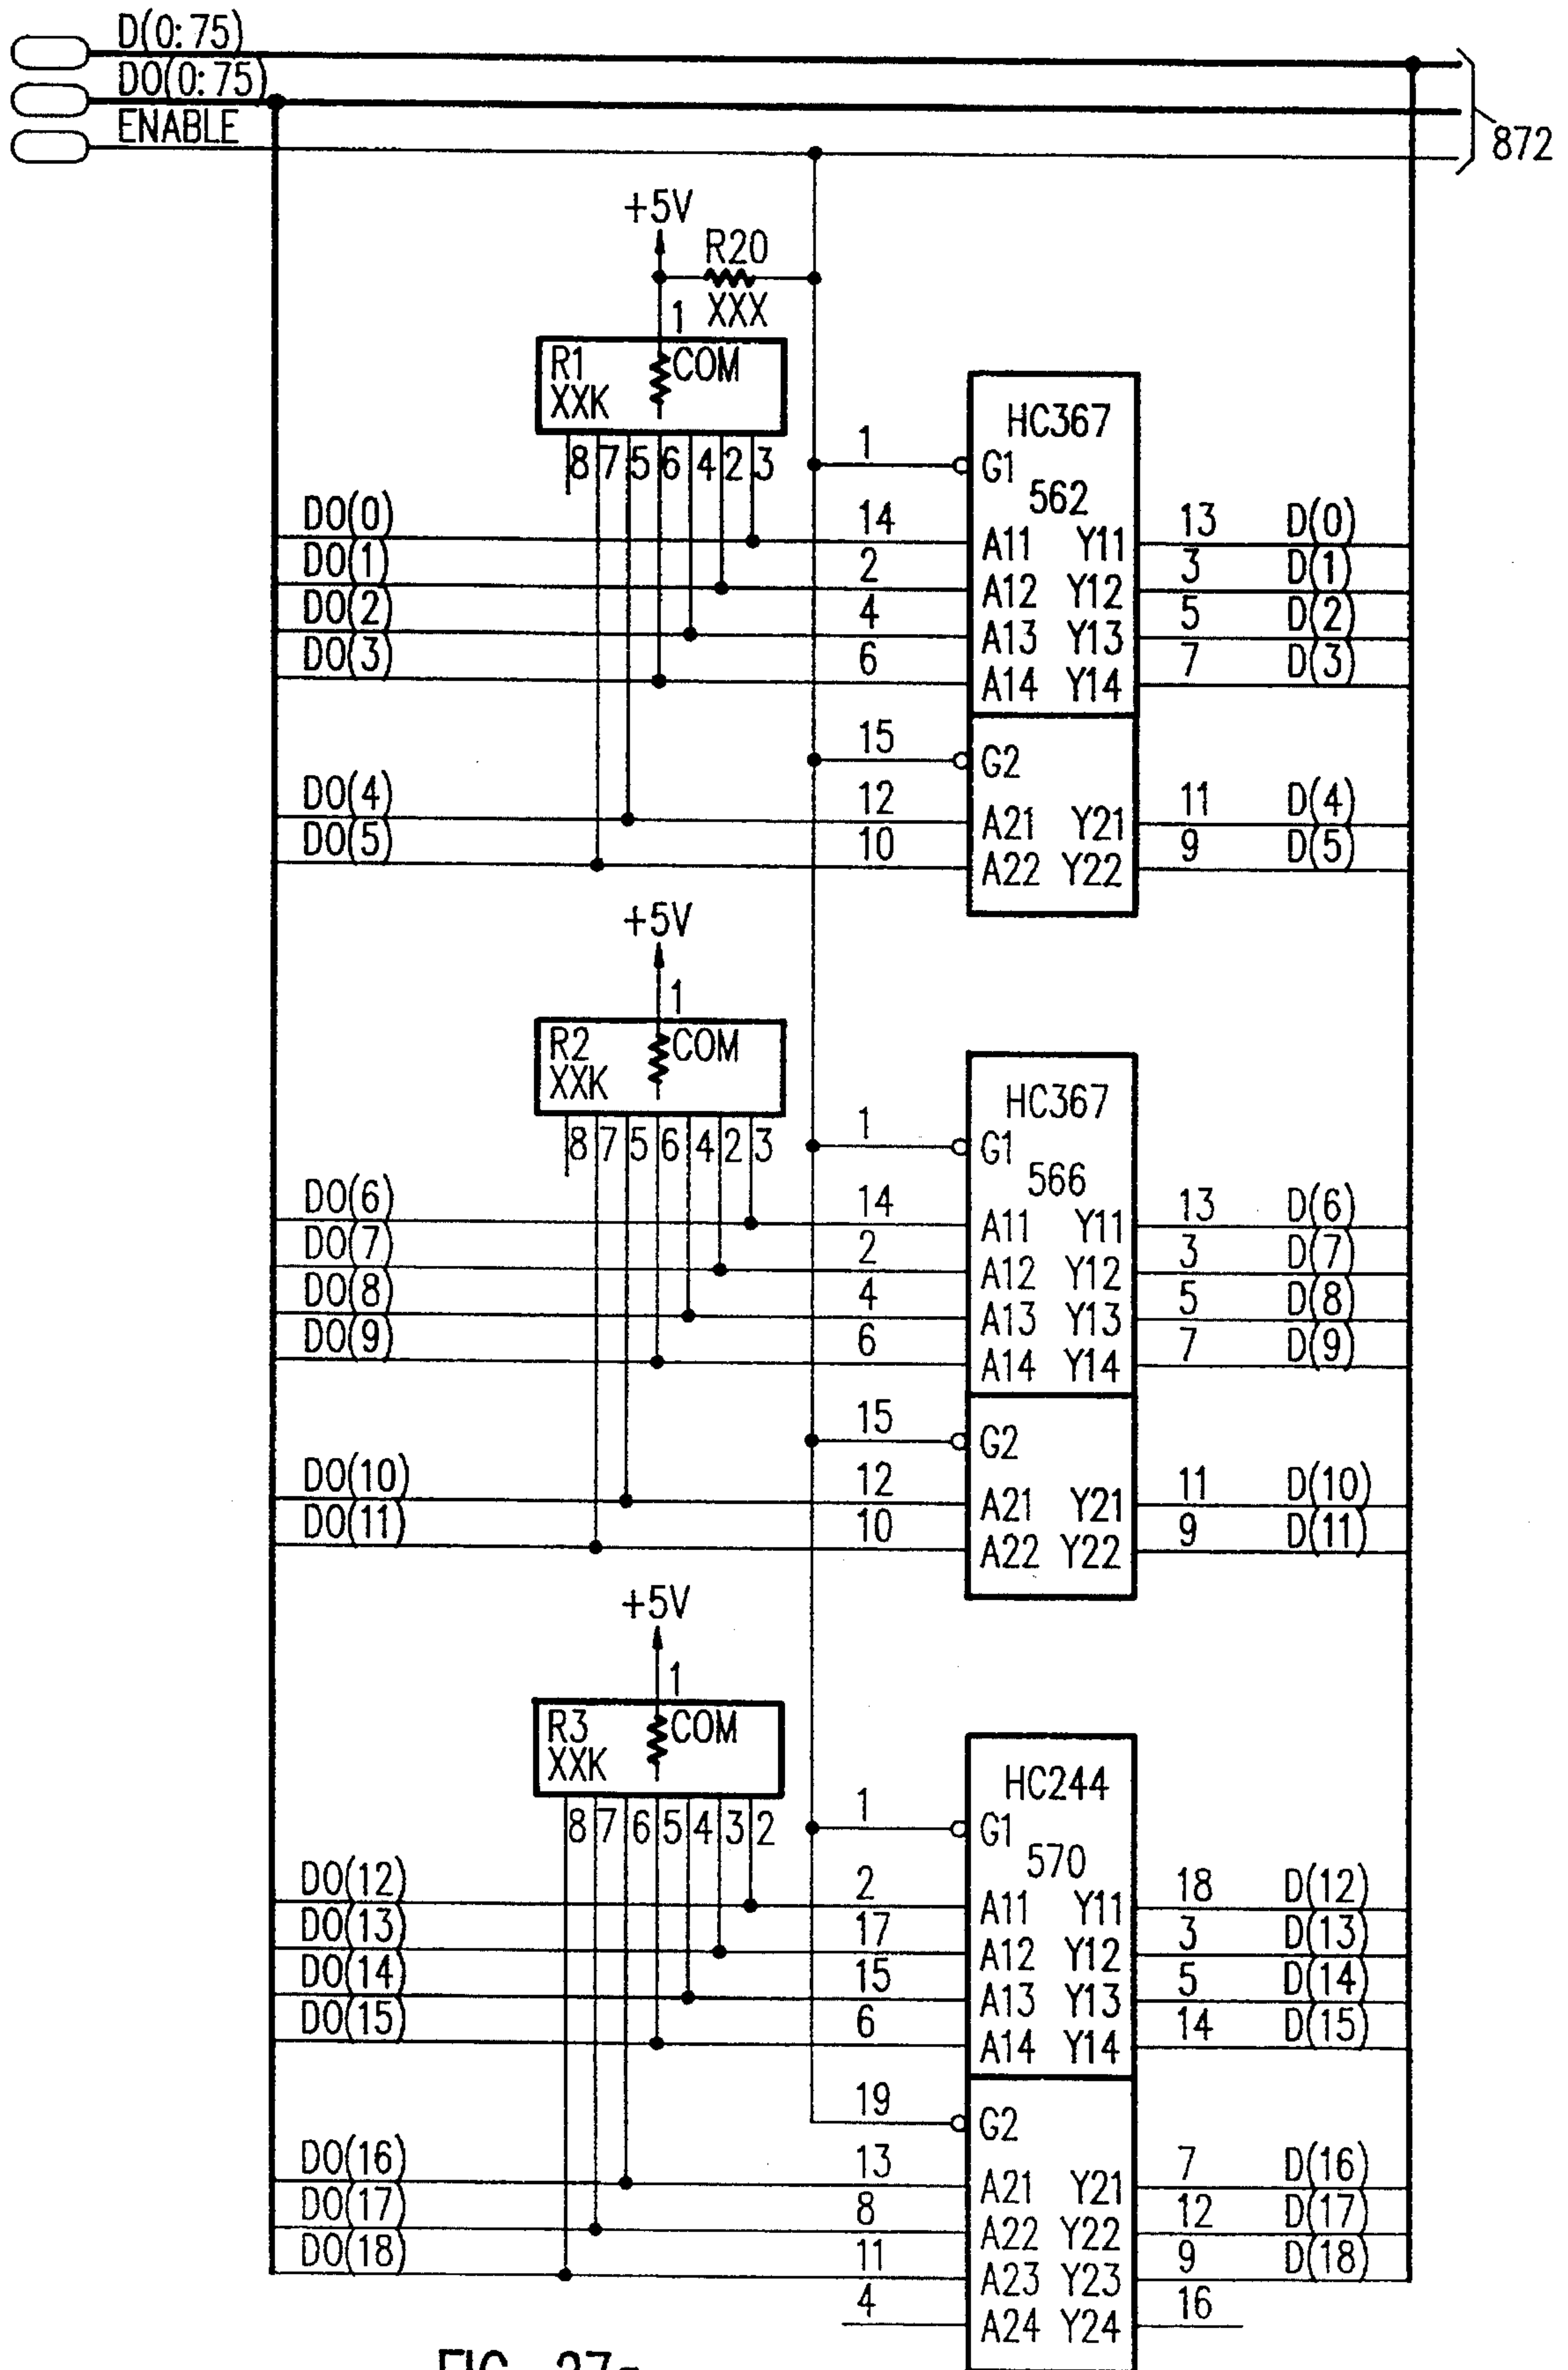 D(0:75)
DO(0:75)
ENABLE
872
+5V
R20
XXX
1
R1 COM
XXK
8 7 5 6 4 2 3
HC367
1 G1
562
DO(0) 14 A11 Y11 13 D(0)
DO(1) 2 A12 Y12 3 D(1)
DO(2) 4 A13 Y13 5 D(2)
DO(3) 6 A14 Y14 7 D(3)
15 G2
DO(4) 12 A21 Y21 11 D(4)
DO(5) 10 A22 Y22 9 D(5)
+5V
1
R2 COM
XXK
8 7 5 6 4 2 3
HC367
1 G1
566
DO(6) 14 A11 Y11 13 D(6)
DO(7) 2 A12 Y12 3 D(7)
DO(8) 4 A13 Y13 5 D(8)
DO(9) 6 A14 Y14 7 D(9)
15 G2
DO(10) 12 A21 Y21 11 D(10)
DO(11) 10 A22 Y22 9 D(11)
+5V
1
R3 COM
XXK
8 7 6 5 4 3 2
HC244
1 G1
570
DO(12) 2 A11 Y11 18 D(12)
DO(13) 17 A12 Y12 3 D(13)
DO(14) 15 A13 Y13 5 D(14)
DO(15) 6 A14 Y14 14 D(15)
19 G2
DO(16) 13 A21 Y21 7 D(16)
DO(17) 8 A22 Y22 12 D(17)
DO(18) 11 A23 Y23 9 D(18)
4 A24 Y24 16
FIG.